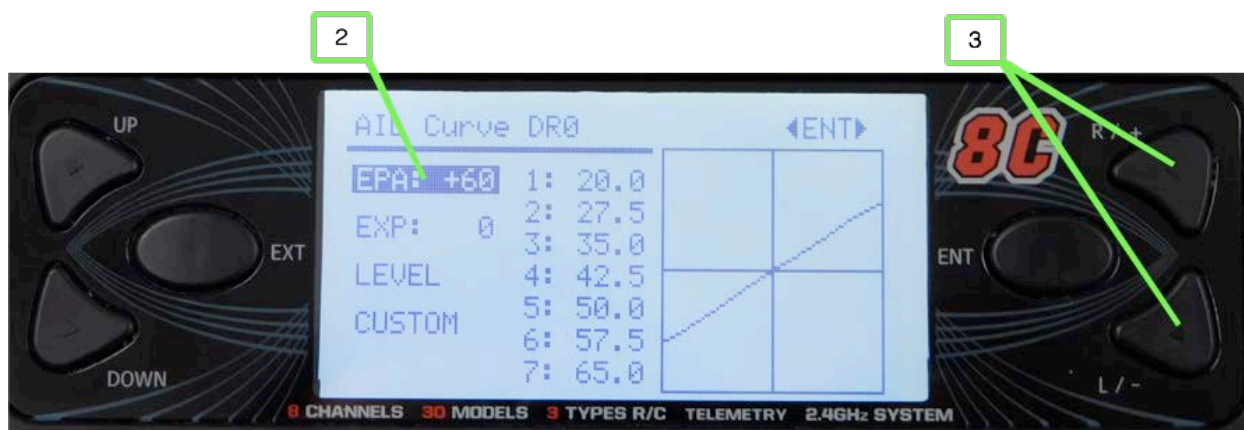 2
3
UP
AIL Curve DR0
◀ENT▶
8C
R / +
EPA: +60
EXP: 0
LEVEL
CUSTOM
1: 20.0
2: 27.5
3: 35.0
4: 42.5
5: 50.0
6: 57.5
7: 65.0
EXT
ENT
DOWN
L / -
8 CHANNELS 30 MODELS 3 TYPES R/C TELEMETRY 2.4GHz SYSTEM